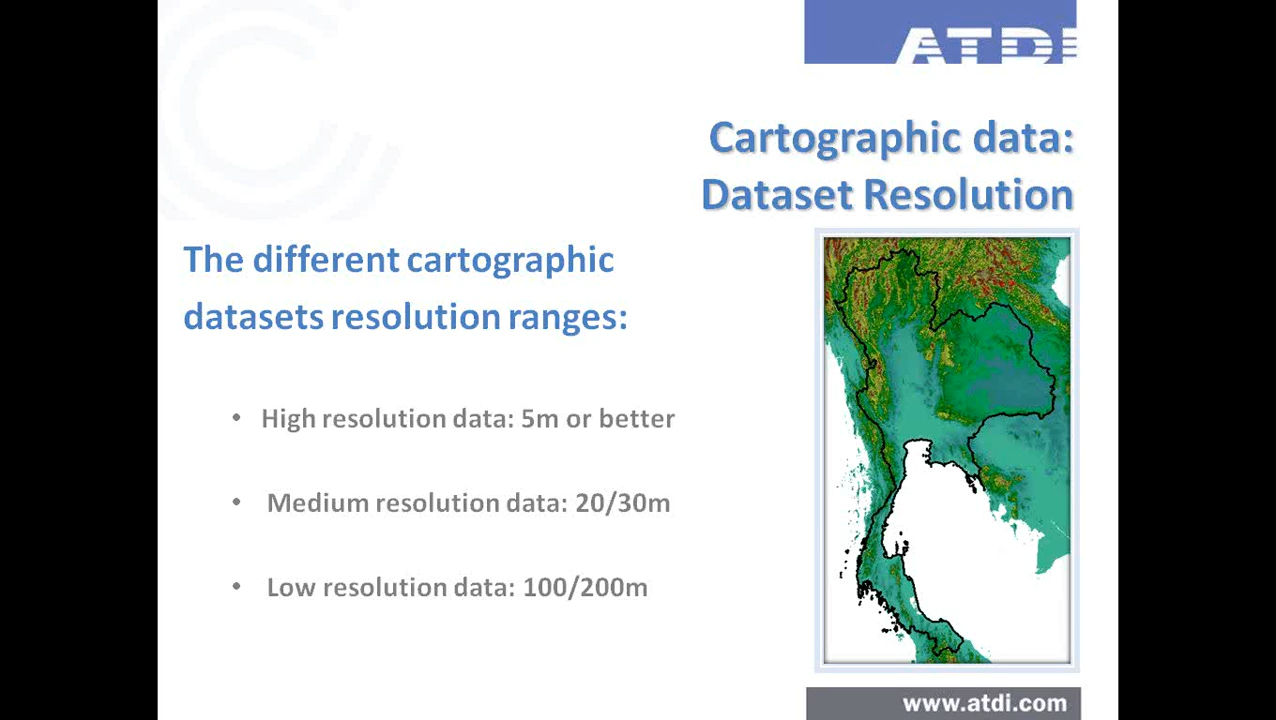 ATDI
Cartographic data:
Dataset Resolution
The different cartographic
datasets resolution ranges:
• High resolution data: 5m or better
• Medium resolution data: 20/30m
• Low resolution data: 100/200m
www.atdi.com